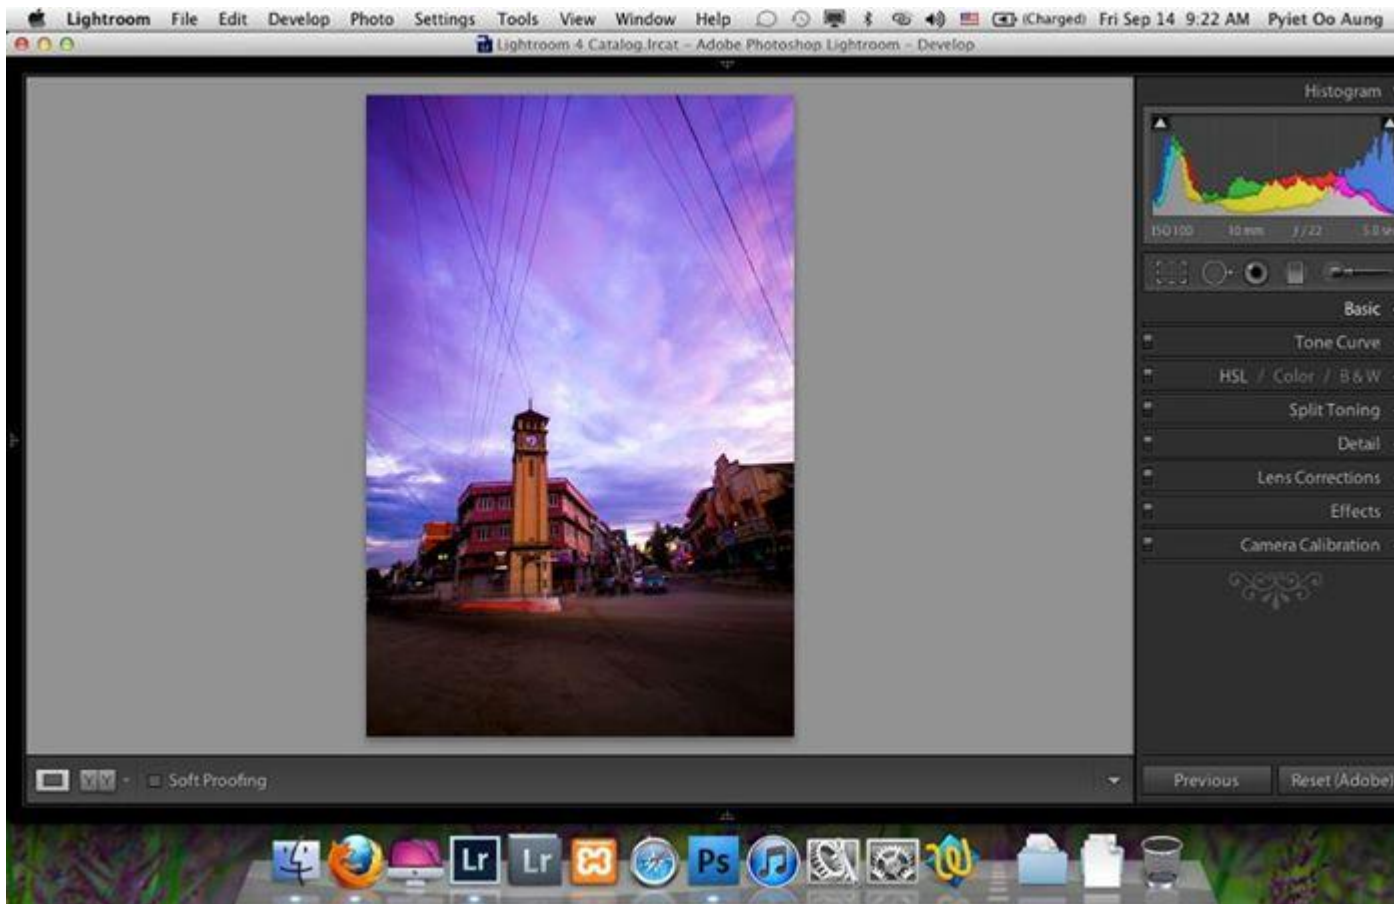 Lightroom File Edit Develop Photo Settings Tools View Window Help (Charged) Fri Sep 14 9:22 AM Pyiet Oo Aung
Lightroom 4 Catalog.lrcat - Adobe Photoshop Lightroom - Develop
Histogram
ISO 100 10 mm f / 22 5.0
Basic
Tone Curve
HSL / Color / B & W
Split Toning
Detail
Lens Corrections
Effects
Camera Calibration
Y Y Soft Proofing
Previous Reset (Adobe)
Lr Lr Ps